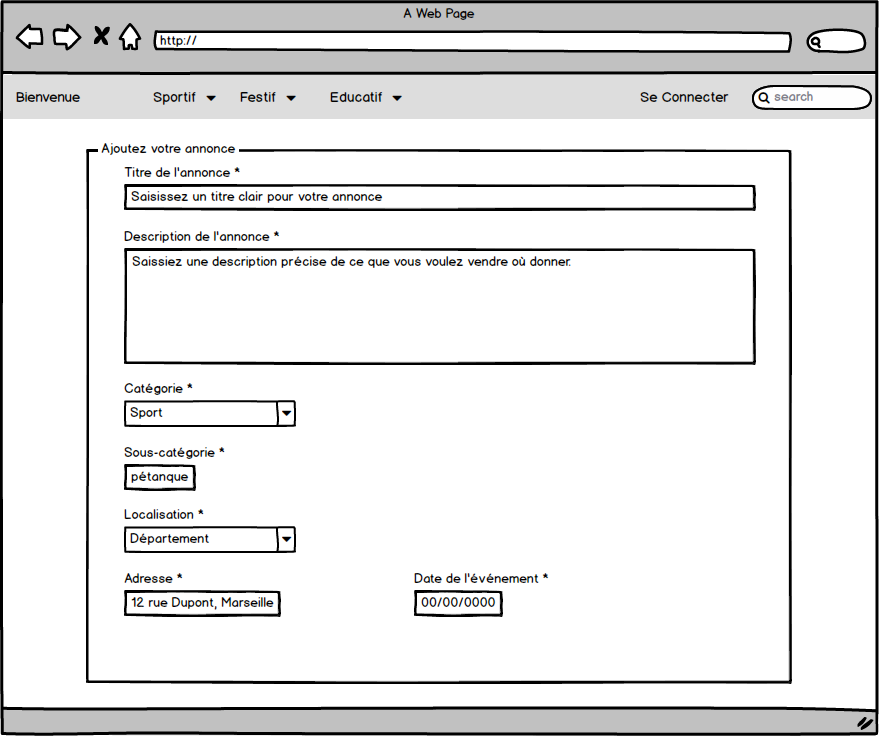 A Web Page
http://
Bienvenue Sportif Festif Educatif Se Connecter search
Ajoutez votre annonce
Titre de l'annonce *
Saisissez un titre clair pour votre annonce
Description de l'annonce *
Saissiez une description précise de ce que vous voulez vendre où donner.
Catégorie *
Sport
Sous-catégorie *
pétanque
Localisation *
Département
Adresse * Date de l'événement *
12 rue Dupont, Marseille 00/00/0000